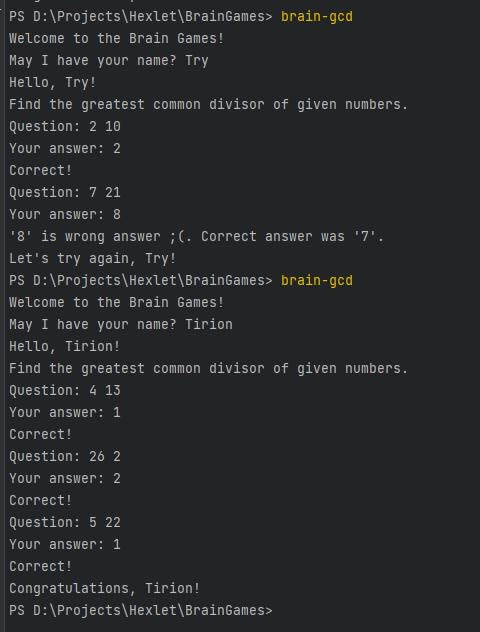 PS D:\Projects\Hexlet\BrainGames> brain-gcd
Welcome to the Brain Games!
May I have your name? Try
Hello, Try!
Find the greatest common divisor of given numbers.
Question: 2 10
Your answer: 2
Correct!
Question: 7 21
Your answer: 8
'8' is wrong answer ;(. Correct answer was '7'.
Let's try again, Try!
PS D:\Projects\Hexlet\BrainGames> brain-gcd
Welcome to the Brain Games!
May I have your name? Tirion
Hello, Tirion!
Find the greatest common divisor of given numbers.
Question: 4 13
Your answer: 1
Correct!
Question: 26 2
Your answer: 2
Correct!
Question: 5 22
Your answer: 1
Correct!
Congratulations, Tirion!
PS D:\Projects\Hexlet\BrainGames>